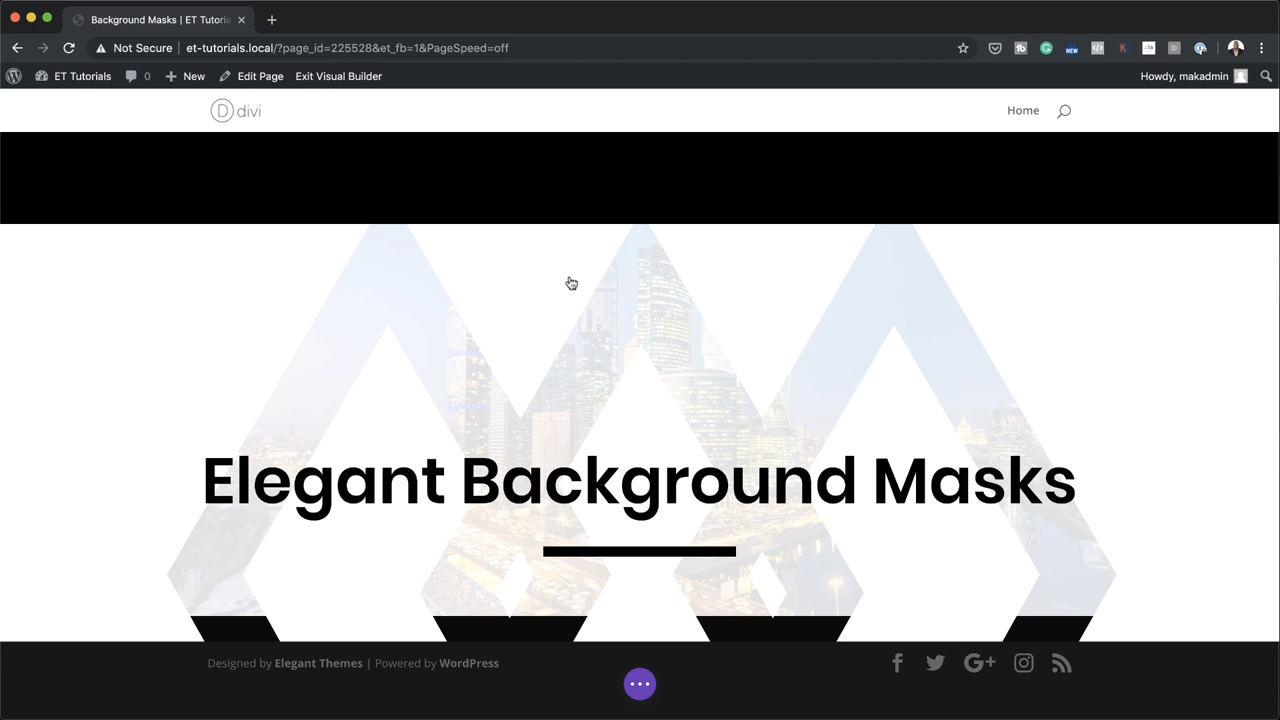 Background Masks | ET Tutoria
Not Secure | et-tutorials.local/?page_id=225528&et_fb=1&PageSpeed=off
ET Tutorials 0 New Edit Page Exit Visual Builder Howdy, makadmin
D divi Home
Elegant Background Masks
Designed by Elegant Themes | Powered by WordPress